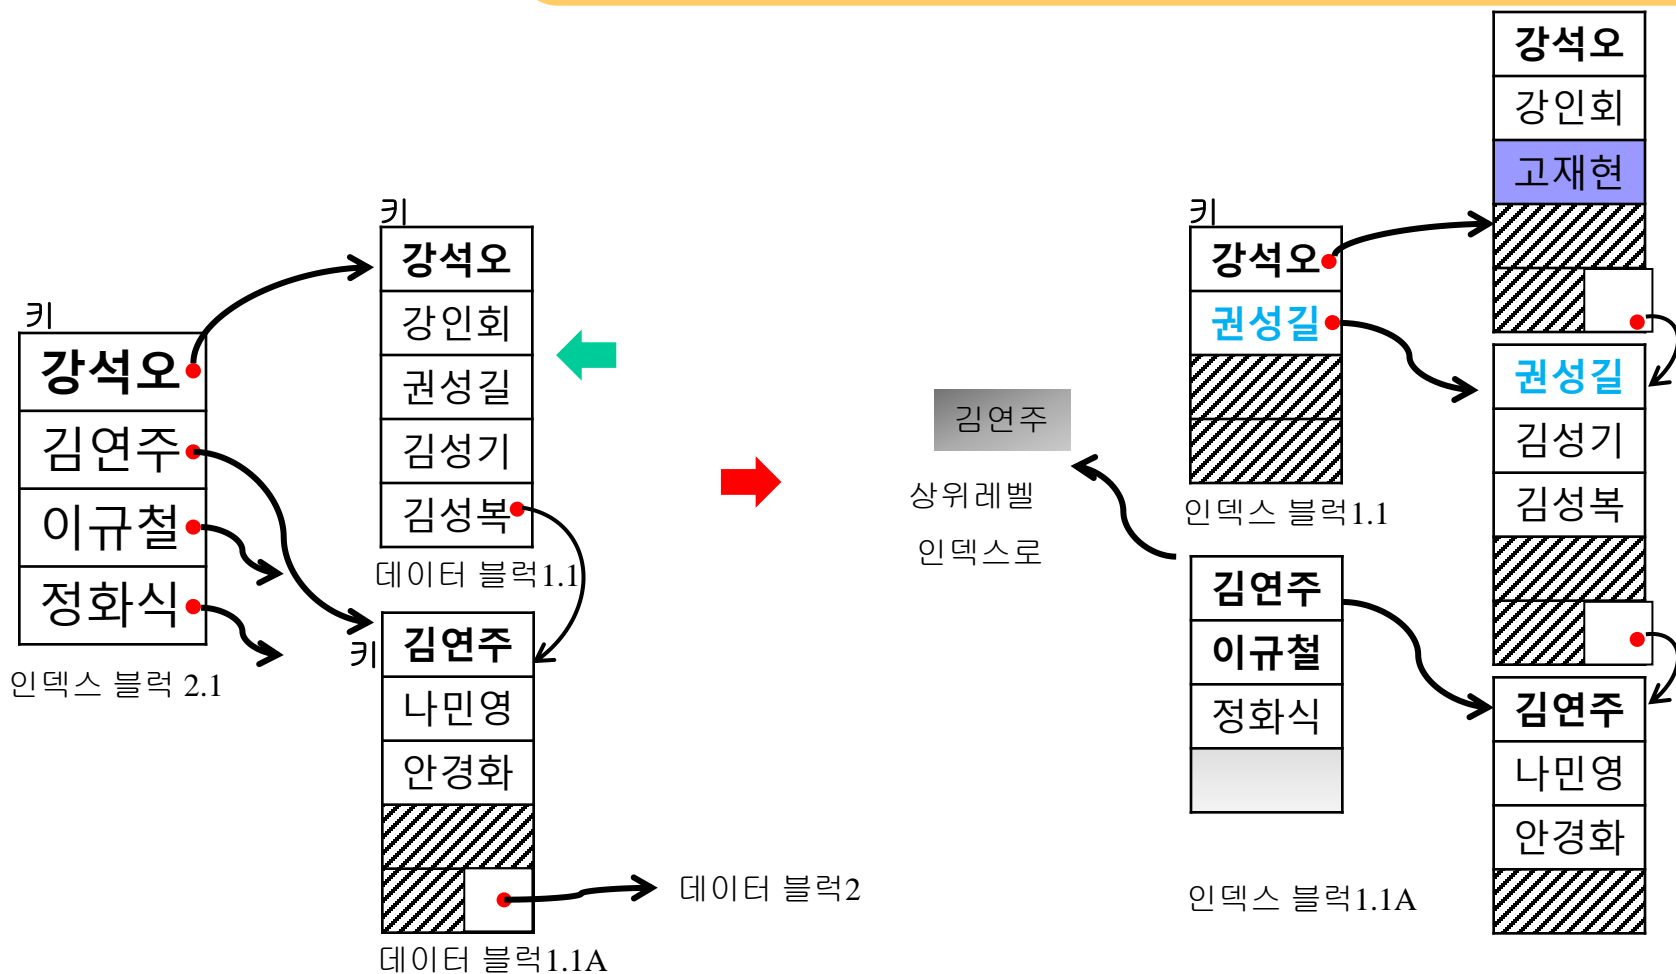 키
강석오
김연주
이규철
정화식
인덱스 블럭 2.1
키
강석오
강인회
권성길
김성기
김성복
데이터 블럭1.1
키
김연주
나민영
안경화
데이터 블럭2
데이터 블럭1.1A
김연주
상위레벨
인덱스로
키
강석오
권성길
인덱스 블럭1.1
김연주
이규철
정화식
인덱스 블럭1.1A
강석오
강인회
고재현
권성길
김성기
김성복
김연주
나민영
안경화